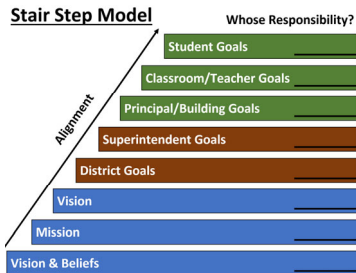 Stair Step Model
Whose Responsibility?
Student Goals
Classroom/Teacher Goals
Principal/Building Goals
Alignment
Superintendent Goals
District Goals
Vision
Mission
Vision & Beliefs